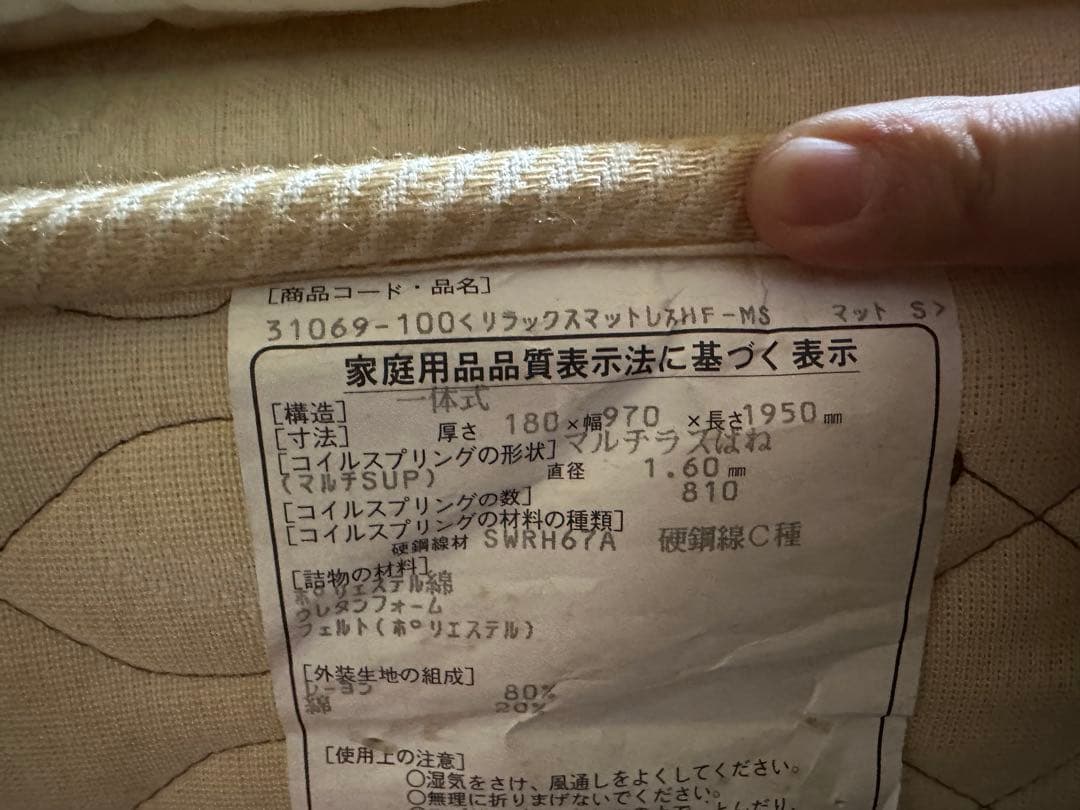 [商品コード・品名]
31069-100<リラックスマットレスHF-MS マット S>
家庭用品品質表示法に基づく表示
[構造] 一体式
[寸法] 厚さ 180×幅970 ×長さ1950mm
[コイルスプリングの形状]マルチラスばね
(マルチSUP) 直径 1.60mm
[コイルスプリングの数] 810
[コイルスプリングの材料の種類]
硬鋼線材 SWRH67A 硬鋼線C種
[詰物の材料]
ポリエステル綿
ウレタンフォーム
フェルト(ポリエステル)
[外装生地の組成]
レーヨン 80%
綿 20%
[使用上の注意]
○湿気をさけ、風通しをよくしてください。
○無理に折りまげないでください。
とんだり、